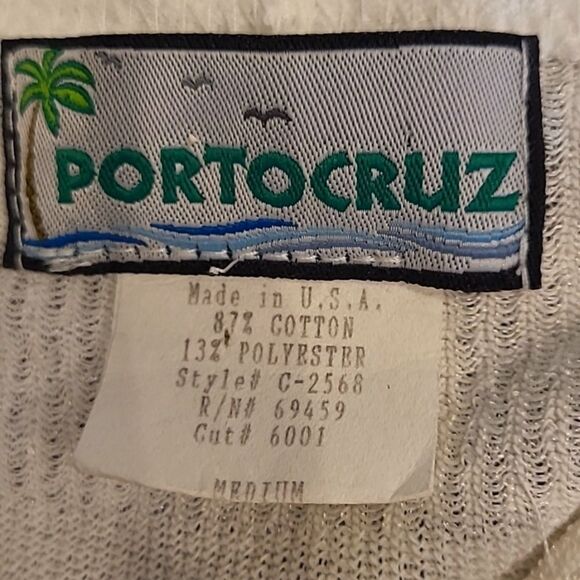 PORTOCRUZ
Made in U.S.A.
87% COTTON
13% POLYESTER
Style# C-2568
R/N# 69459
Cut# 6001
MEDIUM